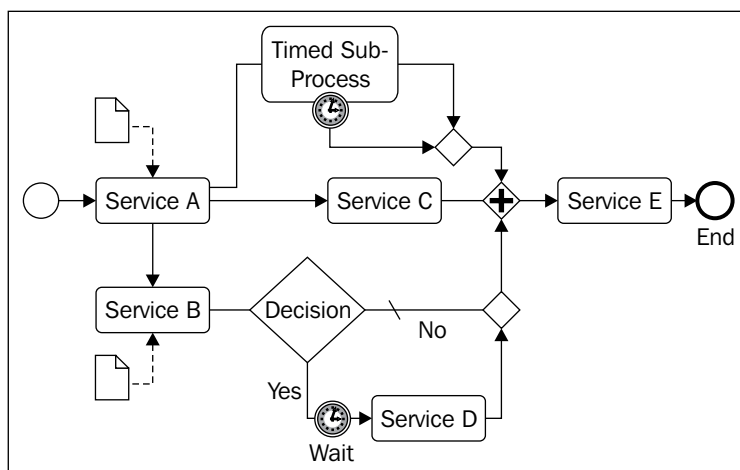 Timed Sub-
Process
Service A
Service C
Service E
End
Service B
Decision
No
Yes
Service D
Wait